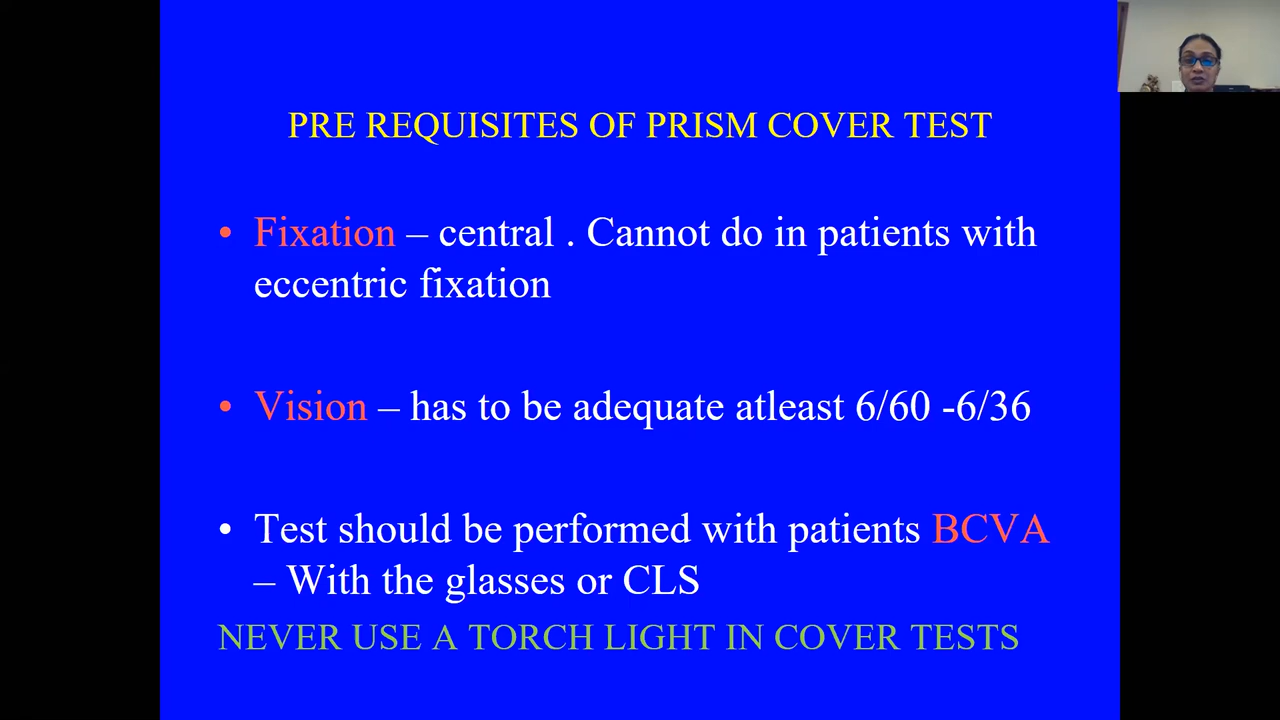 PRE REQUISITES OF PRISM COVER TEST
• Fixation – central . Cannot do in patients with
eccentric fixation
• Vision – has to be adequate atleast 6/60 -6/36
• Test should be performed with patients BCVA
– With the glasses or CLS
NEVER USE A TORCH LIGHT IN COVER TESTS